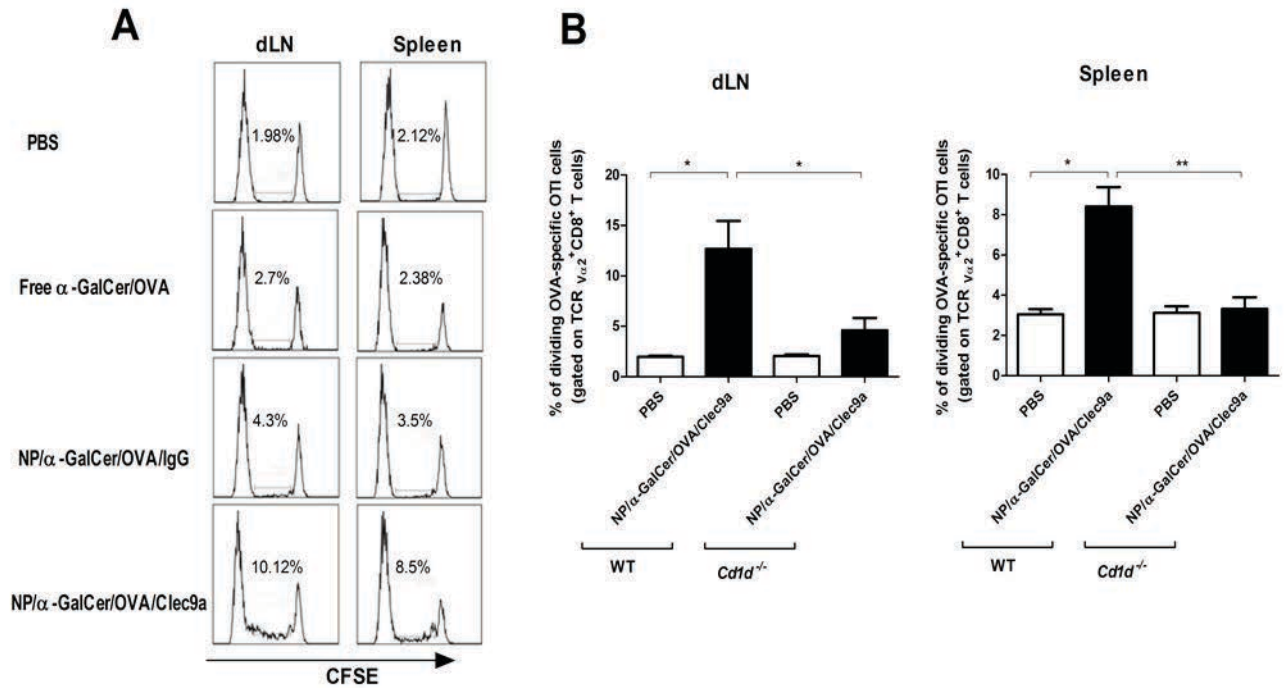 A
dLN
Spleen
PBS
1.98%
2.12%
Free α-GalCer/OVA
2.7%
2.38%
NP/α-GalCer/OVA/IgG
4.3%
3.5%
NP/α-GalCer/OVA/Clec9a
10.12%
8.5%
CFSE
B
dLN
% of dividing OVA-specific OTI cells
(gated on TCR Vα2+CD8+ T cells)
20
15
10
5
0
*
*
PBS
NP/α-GalCer/OVA/Clec9a
PBS
NP/α-GalCer/OVA/Clec9a
WT
Cd1d-/-
Spleen
% of dividing OVA-specific OTI cells
(gated on TCR Vα2+CD8+ T cells)
10
8
6
4
2
0
*
**
PBS
NP/α-GalCer/OVA/Clec9a
PBS
NP/α-GalCer/OVA/Clec9a
WT
Cd1d-/-